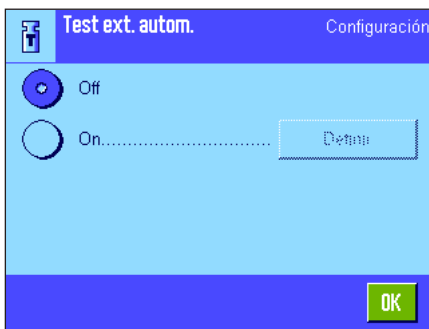 T Test ext. autom. Configuración
Off
On.............................. Definir
OK